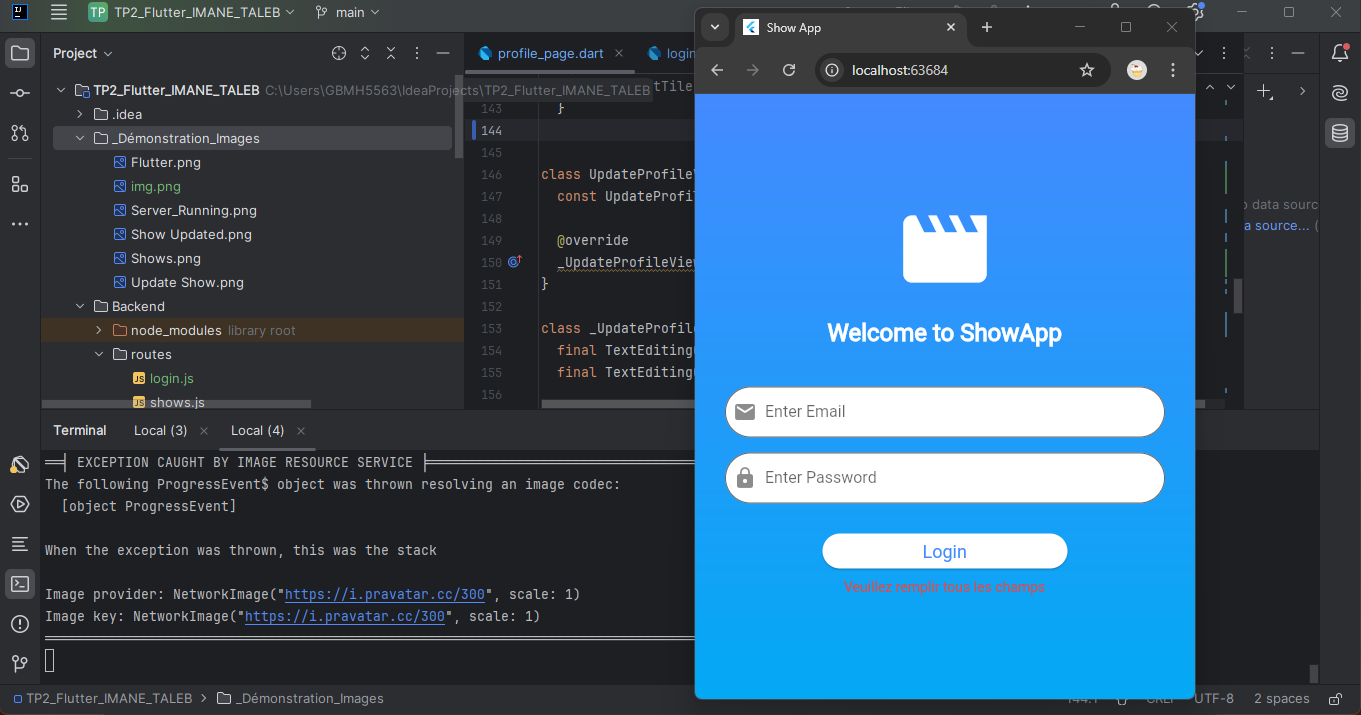 TP TP2_Flutter_IMANE_TALEB main
Project
TP2_Flutter_IMANE_TALEB C:\Users\GBMH5563\IdeaProjects\TP2_Flutter_IMANE_TALEB
.idea
_Démonstration_Images
Flutter.png
img.png
Server_Running.png
Show Updated.png
Shows.png
Update Show.png
Backend
node_modules library root
routes
login.js
shows.js
profile_page.dart login
tTile
143 }
144
145
146 class UpdateProfileV
147 const UpdateProfil
148
149 @override
150 _UpdateProfileView
151 }
152
153 class _UpdateProfile
154 final TextEditing
155 final TextEditing
156
Show App
localhost:63684
Welcome to ShowApp
Enter Email
Enter Password
Login
Veuillez remplir tous les champs
data sourc
a source... (
Terminal Local (3) Local (4)
EXCEPTION CAUGHT BY IMAGE RESOURCE SERVICE
The following ProgressEvent$ object was thrown resolving an image codec:
[object ProgressEvent]
When the exception was thrown, this was the stack
Image provider: NetworkImage("https://i.pravatar.cc/300", scale: 1)
Image key: NetworkImage("https://i.pravatar.cc/300", scale: 1)
TP2_Flutter_IMANE_TALEB > _Démonstration_Images
144:1 CRLF UTF-8 2 spaces